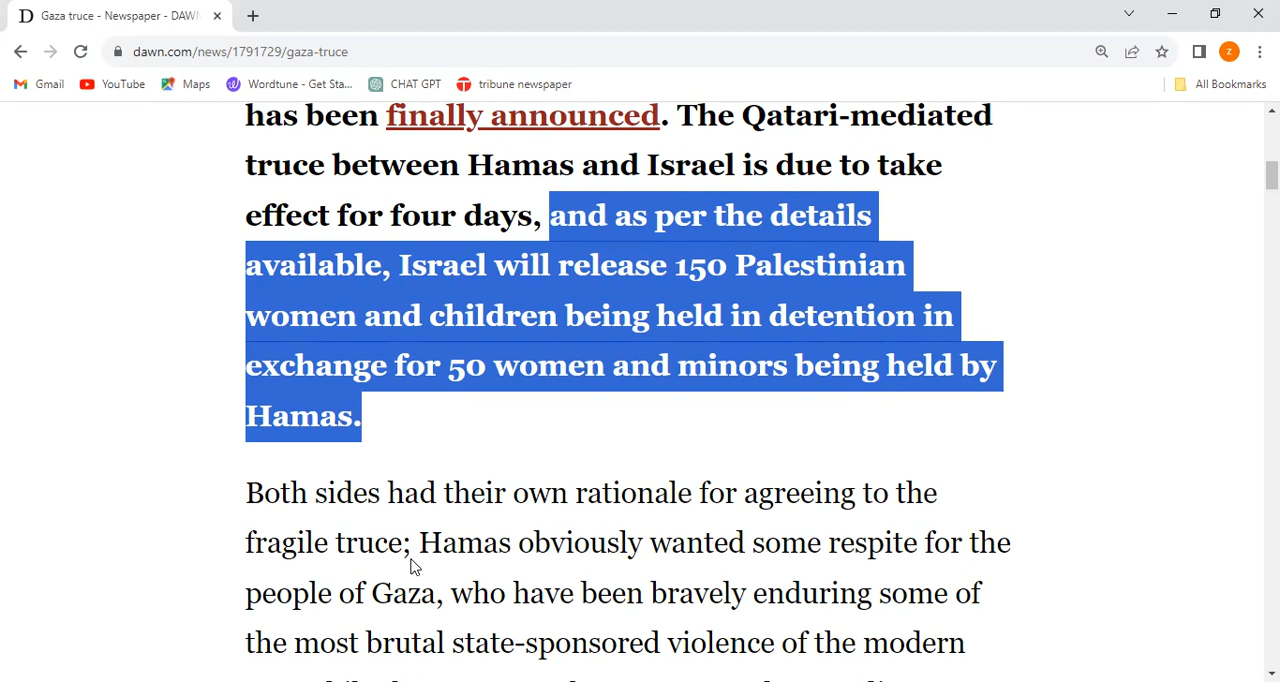 Gaza truce - Newspaper - DAWN
dawn.com/news/1791729/gaza-truce
Z
Gmail YouTube Maps Wordtune - Get Sta... CHAT GPT tribune newspaper All Bookmarks
has been finally announced. The Qatari-mediated
truce between Hamas and Israel is due to take
effect for four days, and as per the details
available, Israel will release 150 Palestinian
women and children being held in detention in
exchange for 50 women and minors being held by
Hamas.
Both sides had their own rationale for agreeing to the
fragile truce; Hamas obviously wanted some respite for the
people of Gaza, who have been bravely enduring some of
the most brutal state-sponsored violence of the modern